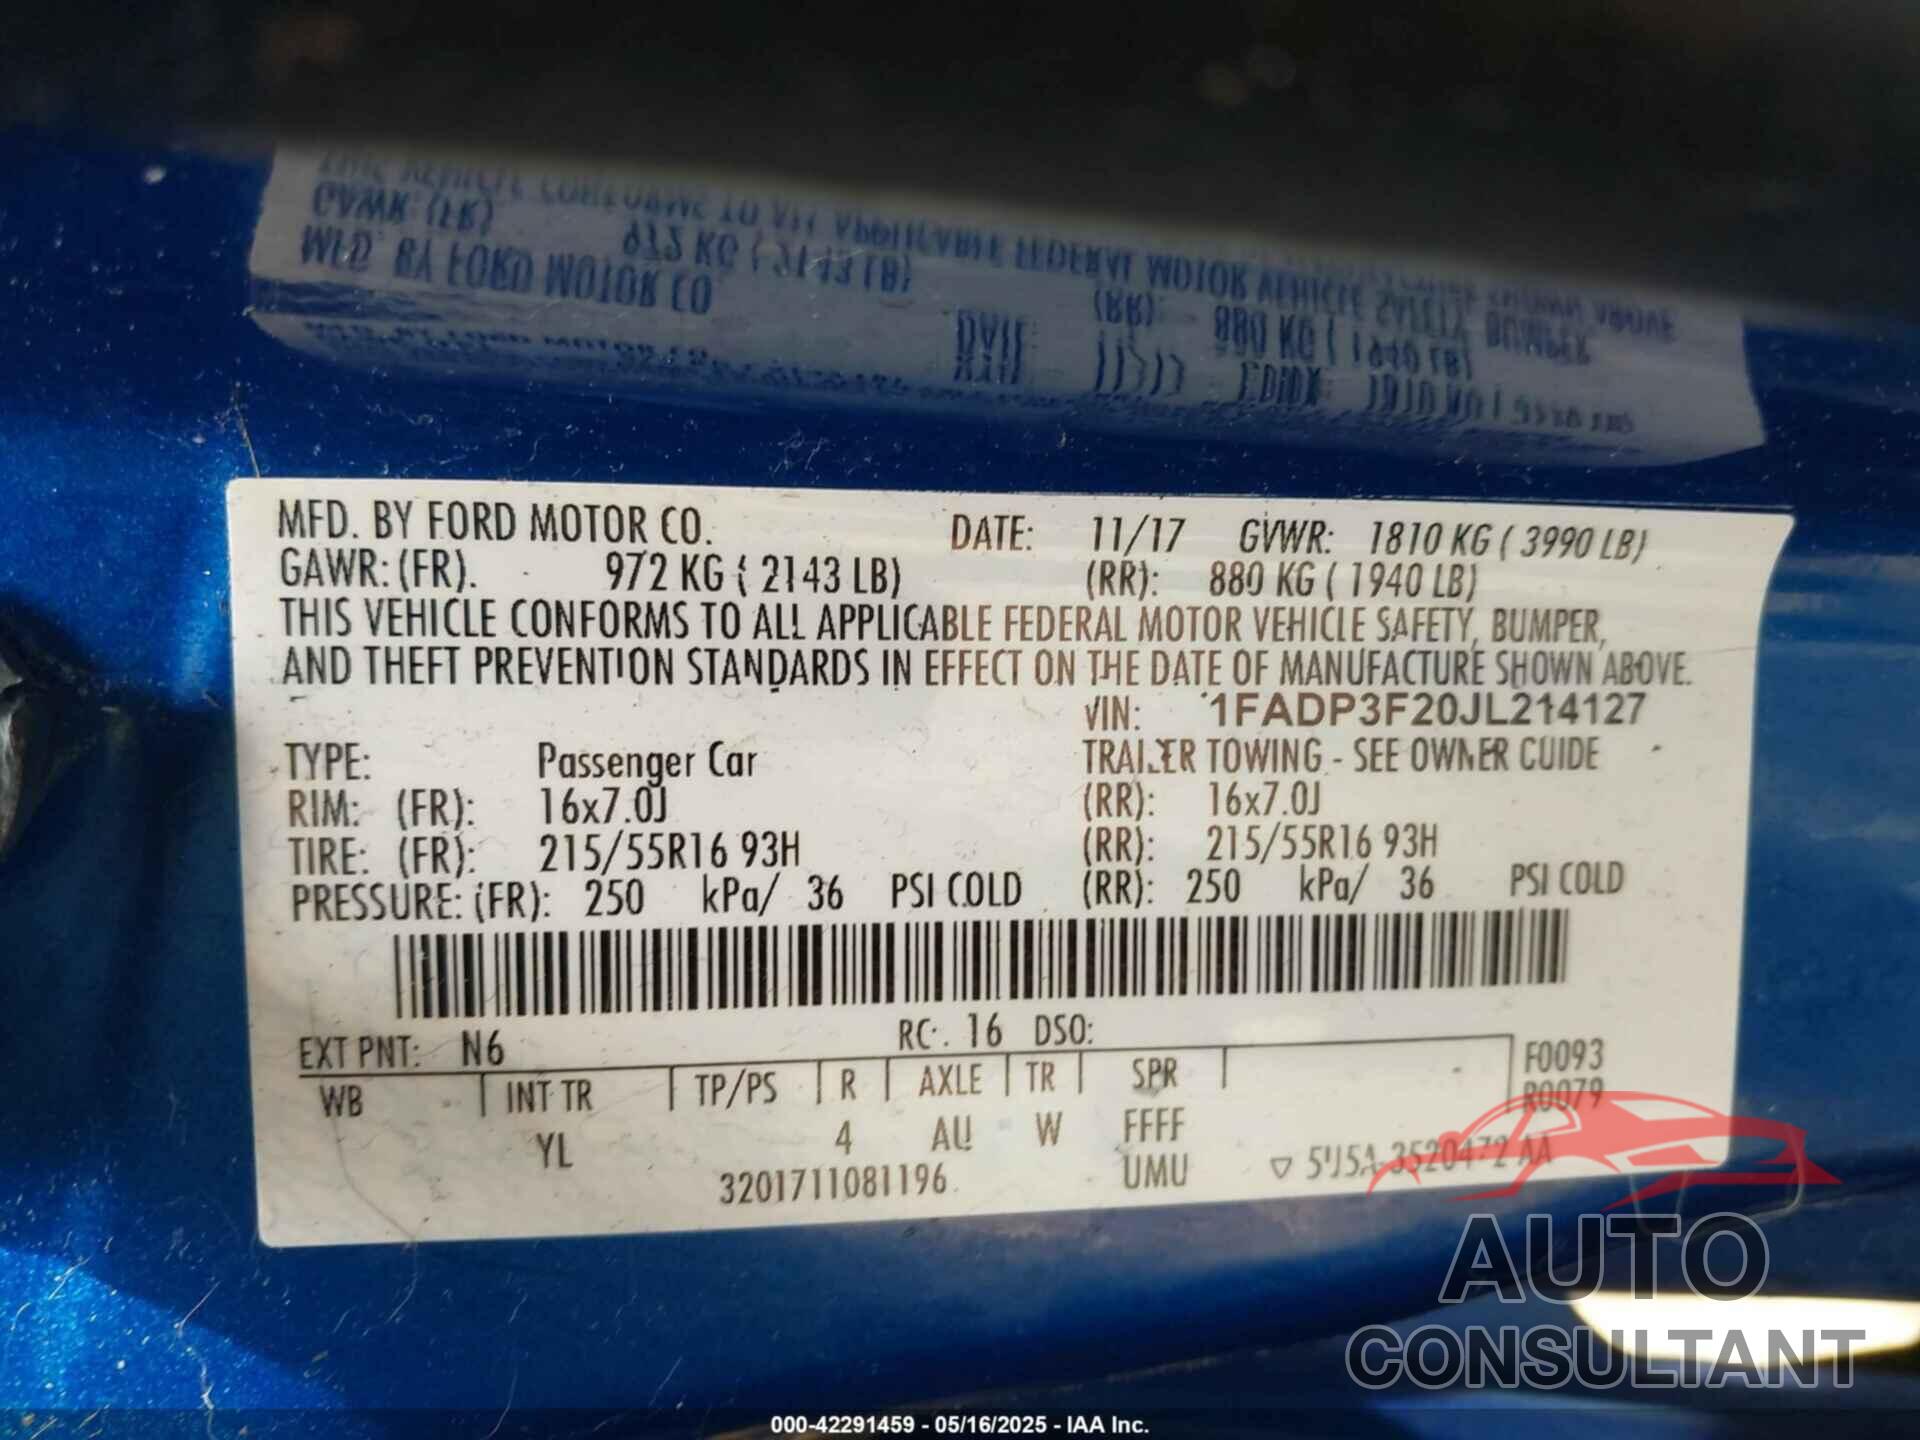 MFD. BY FORD MOTOR CO. DATE: 11/17 GVWR: 1810 KG ( 3990 LB)
GAWR: (FR). 972 KG ( 2143 LB) (RR): 880 KG ( 1940 LB)
THIS VEHICLE CONFORMS TO ALL APPLICABLE FEDERAL MOTOR VEHICLE SAFETY, BUMPER,
AND THEFT PREVENTION STANDARDS IN EFFECT ON THE DATE OF MANUFACTURE SHOWN ABOVE.
VIN: 1FADP3F20JL214127
TYPE: Passenger Car TRAILER TOWING - SEE OWNER GUIDE
RIM: (FR): 16x7.0J (RR): 16x7.0J
TIRE: (FR): 215/55R16 93H (RR): 215/55R16 93H
PRESSURE: (FR): 250 kPa/ 36 PSI COLD (RR): 250 kPa/ 36 PSI COLD
EXT PNT: N6 RC: 16 DSO:
WB INT TR TP/PS R AXLE TR SPR F0093
R0079
YL 4 AU W FFFF
3201711081196 UMU 3520472 AA
AUTO
CONSULTANT
000-42291459 - 05/16/2025 - IAA Inc.